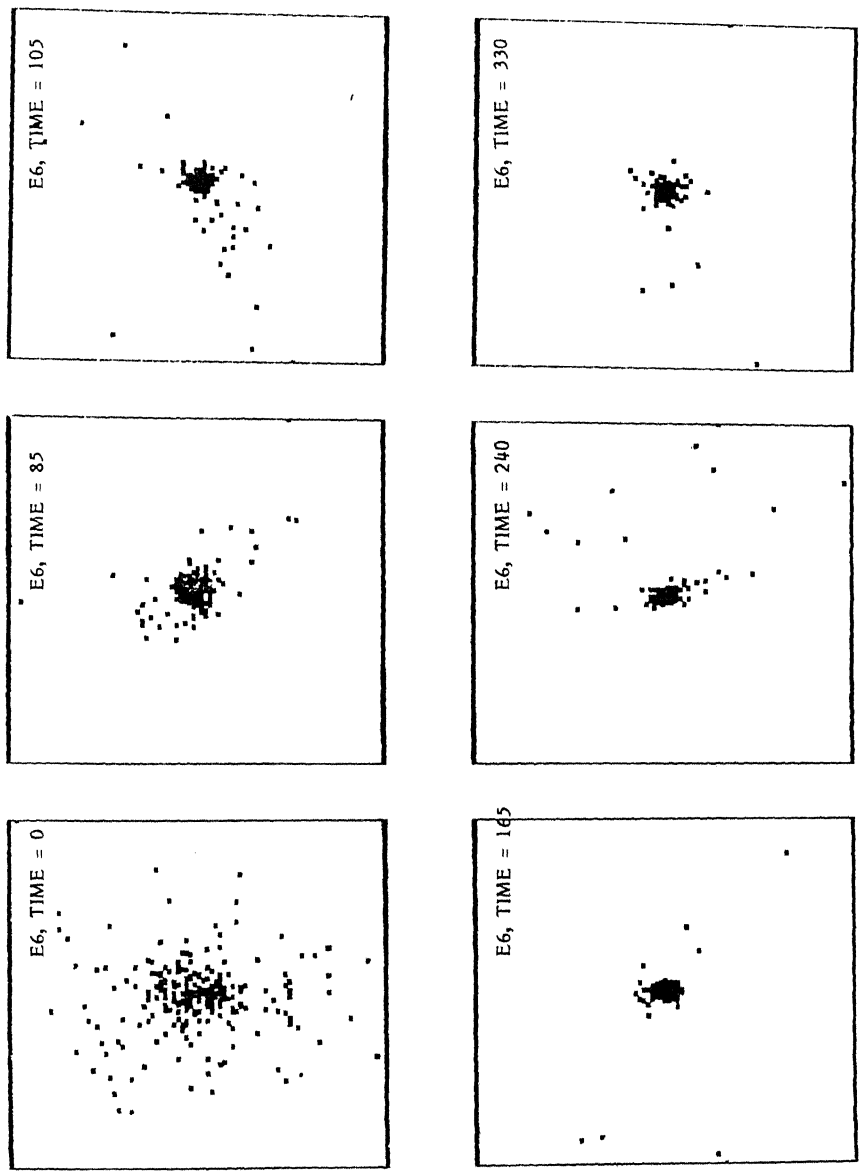 E6, TIME = 0
E6, TIME = 85
E6, TIME = 105
E6, TIME = 165
E6, TIME = 240
E6, TIME = 330